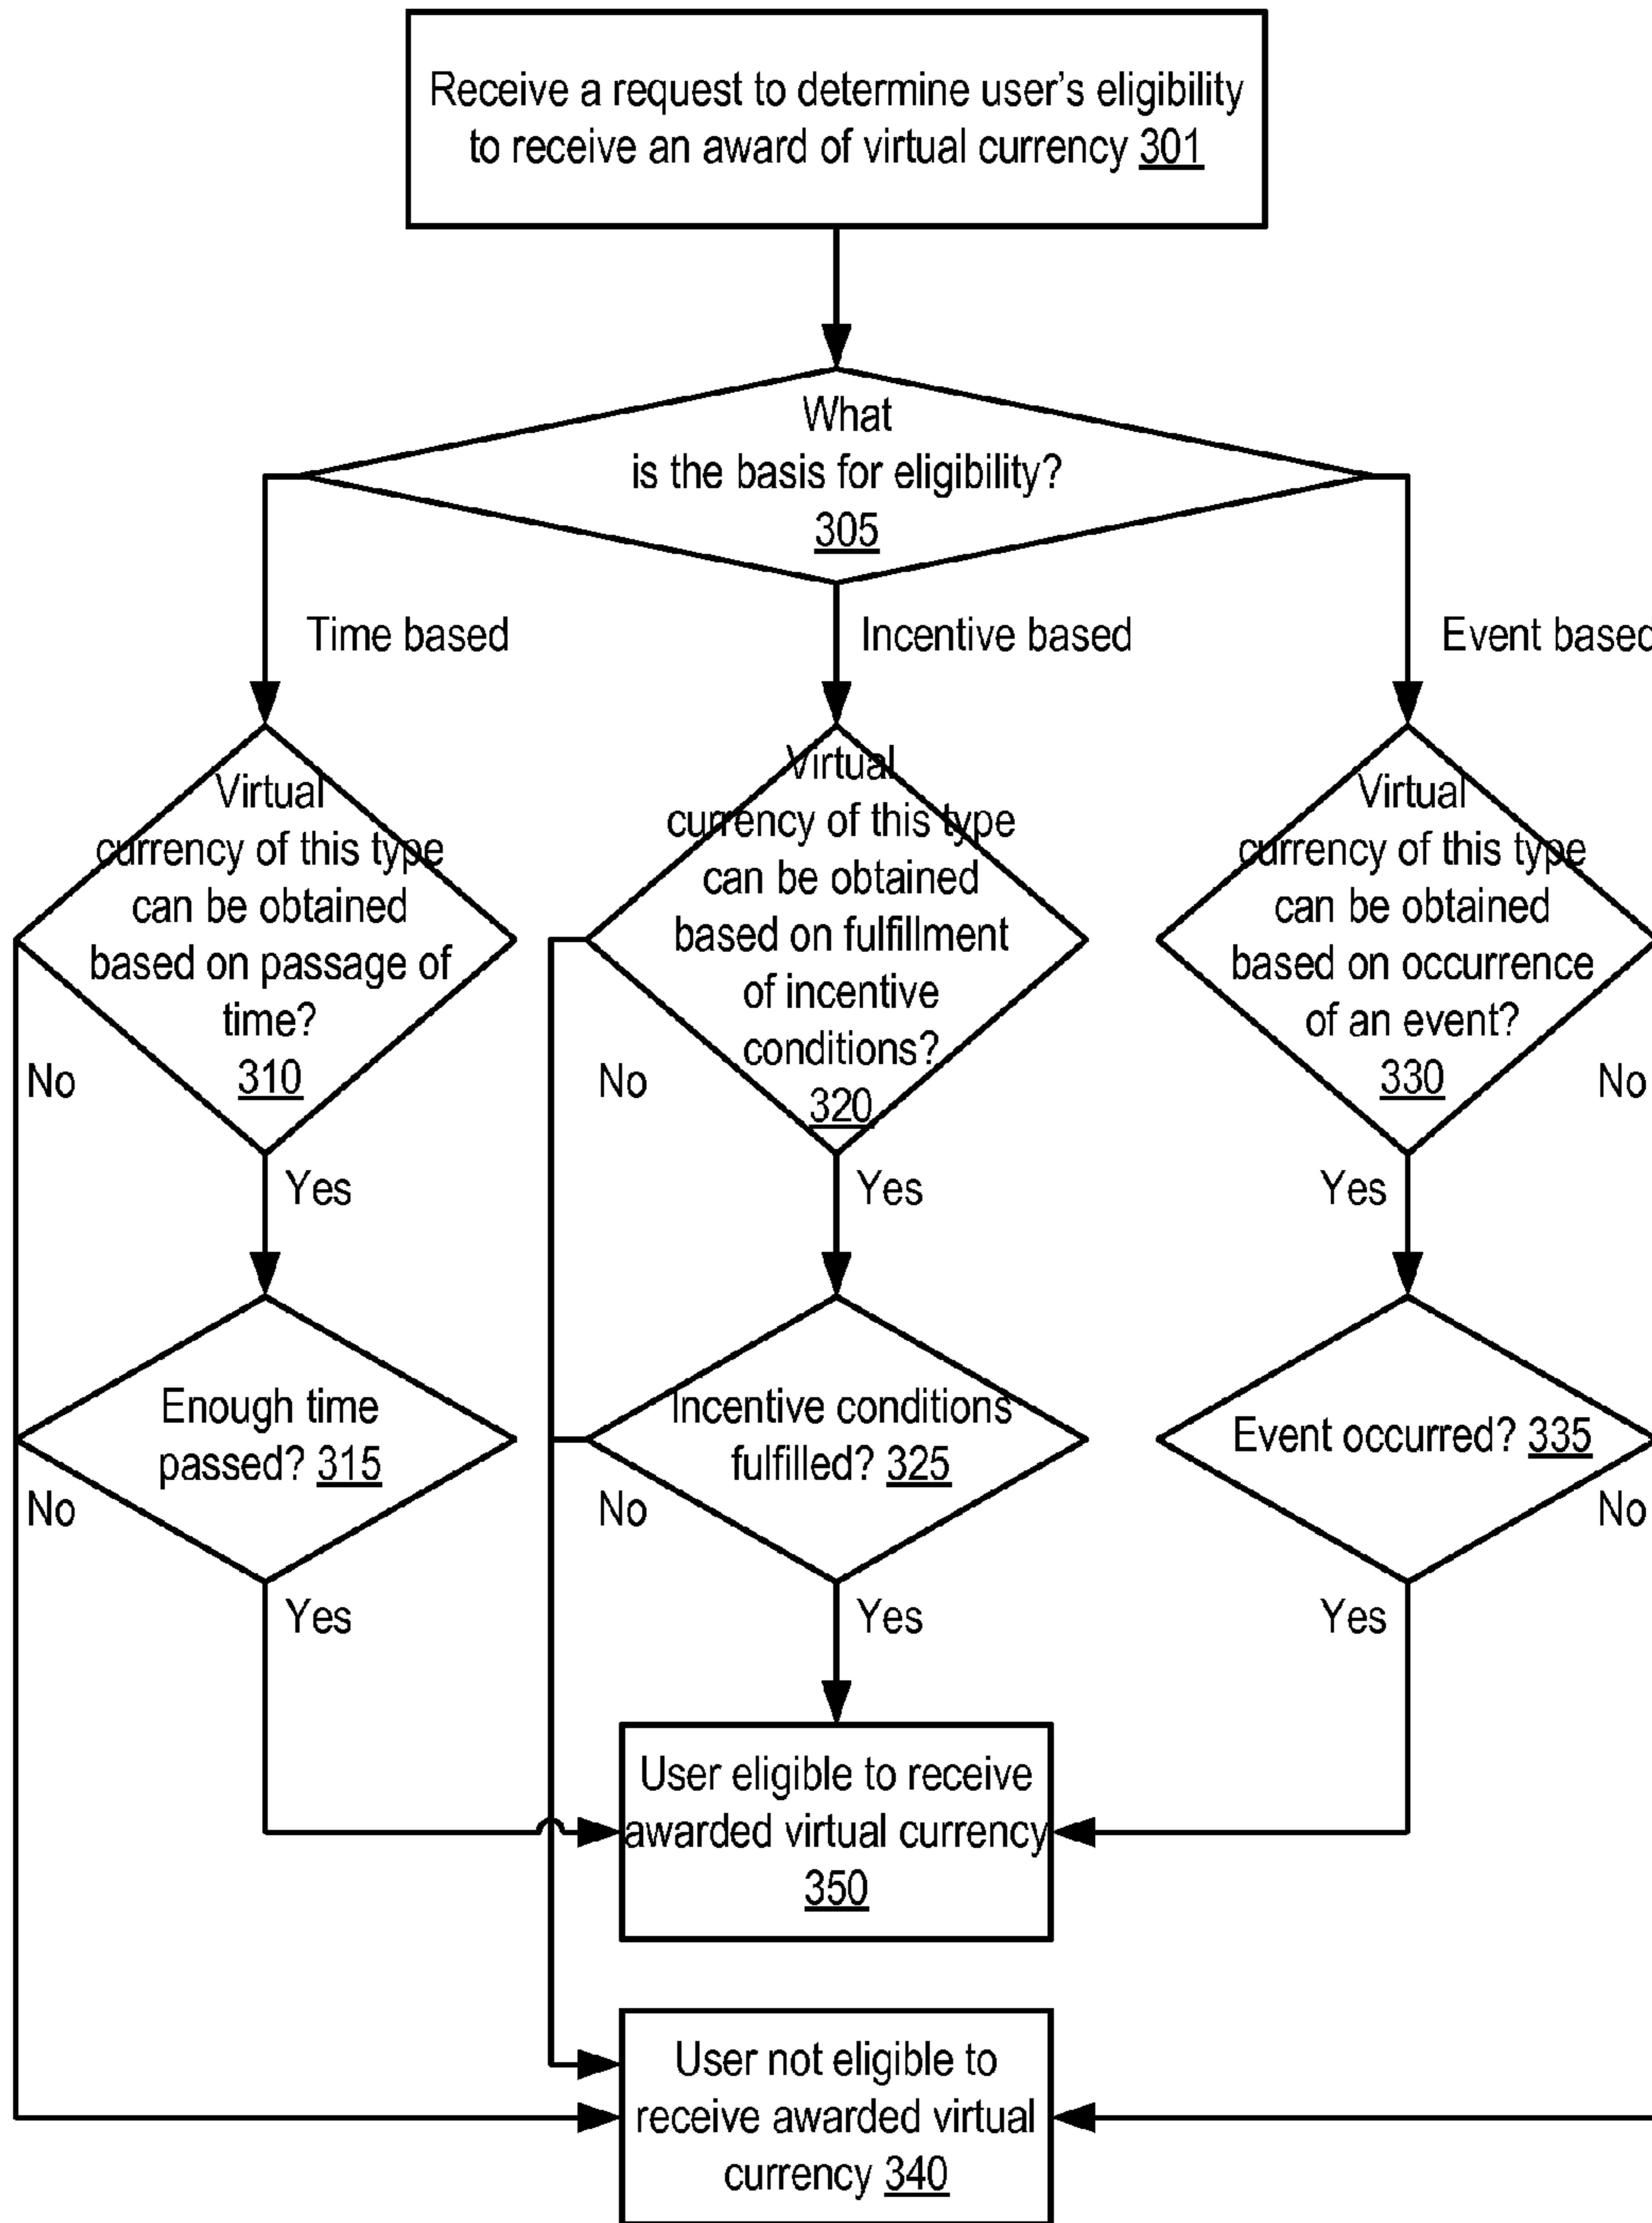 Receive a request to determine user's eligibility
to receive an award of virtual currency 301
What
is the basis for eligibility?
305
Time based
Incentive based
Event based
Virtual
currency of this type
can be obtained
based on passage of
time?
310
No
Yes
Virtual
currency of this type
can be obtained
based on fulfillment
of incentive
conditions?
320
No
Yes
Virtual
currency of this type
can be obtained
based on occurrence
of an event?
330
No
Yes
Enough time
passed? 315
No
Yes
Incentive conditions
fulfilled? 325
No
Yes
Event occurred? 335
No
Yes
User eligible to receive
awarded virtual currency
350
User not eligible to
receive awarded virtual
currency 340